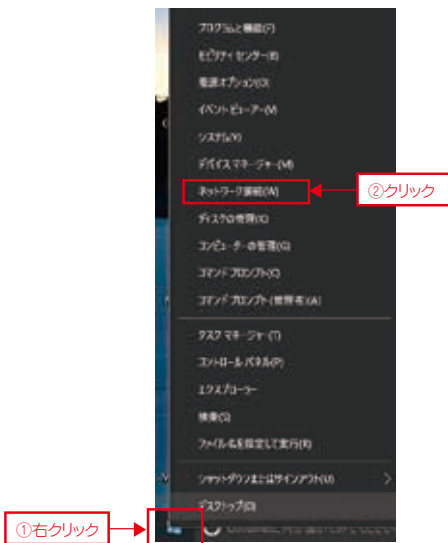 プログラムと機能(F)
モビリティ センター(B)
電源オプション(O)
イベント ビューアー(V)
システム(Y)
デバイス マネージャー(M)
ネットワーク接続(W)
②クリック
ディスクの管理(K)
コンピューターの管理(G)
コマンド プロンプト(C)
コマンド プロンプト (管理者)(A)
タスク マネージャー(T)
コントロール パネル(P)
エクスプローラー
検索(S)
ファイル名を指定して実行(R)
シャットダウンまたはサインアウト(U)
デスクトップ(D)
①右クリック